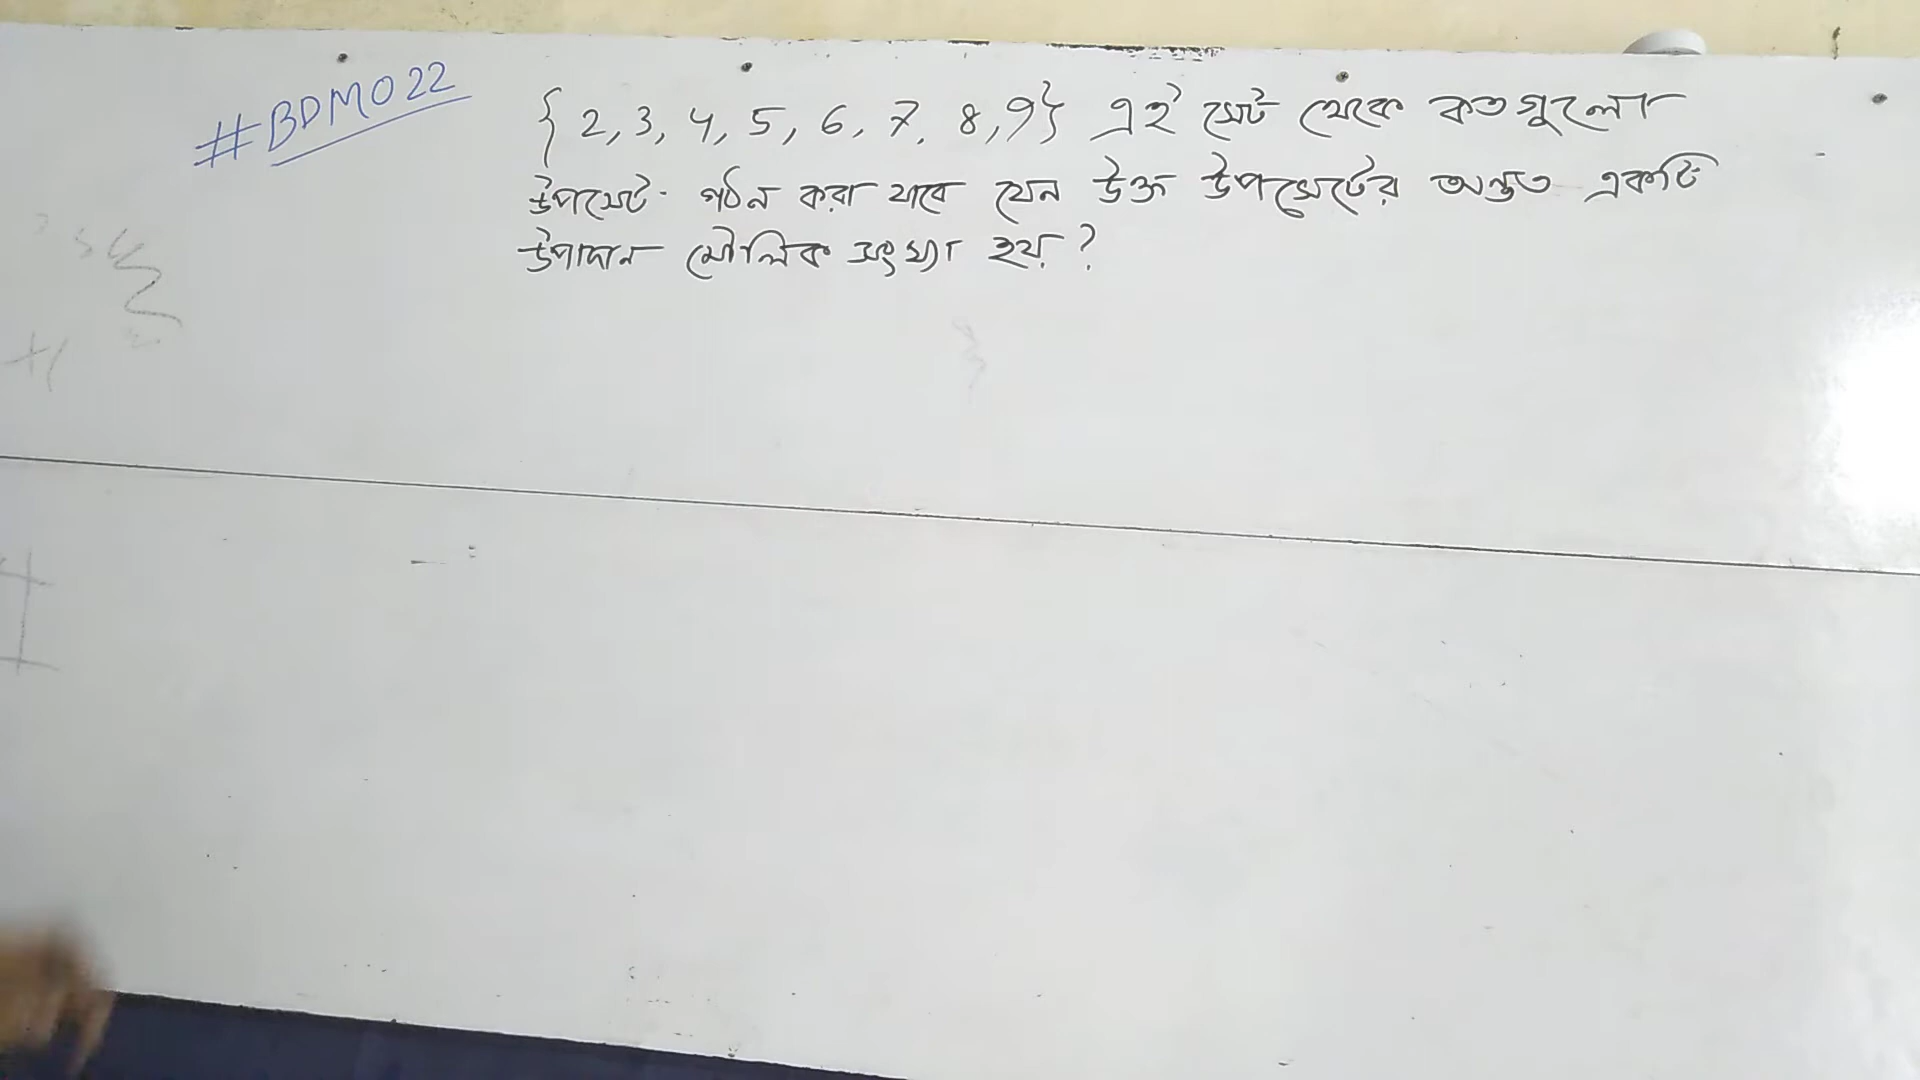 #BDMO22
{2, 3, 4, 5, 6, 7, 8, 9} এই সেট থেকে কতগুলো
উপসেট গঠন করা যাবে যেন উক্ত উপসেটের অন্তত একটি
উপাদান মৌলিক সংখ্যা হয়?